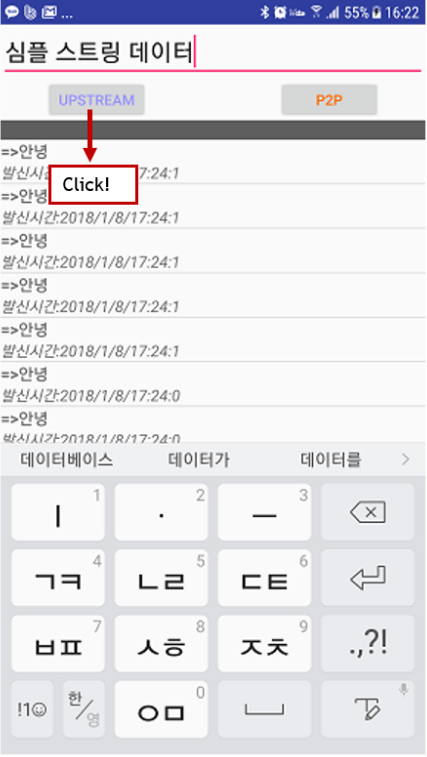 ... 55% 16:22
심플 스트링 데이터
UPSTREAM P2P
=>안녕
발신시 17:24:1
Click!
=>안녕
발신시간:2018/1/8/17:24:1
=>안녕
발신시간:2018/1/8/17:24:1
=>안녕
발신시간:2018/1/8/17:24:1
=>안녕
발신시간:2018/1/8/17:24:1
=>안녕
발신시간:2018/1/8/17:24:0
=>안녕
발신시간:2018/1/8/17:24:0
데이터베이스 데이터가 데이터를 >
ㅣ 1 · 2 ㅡ 3
ㄱㅋ 4 ㄴㄹ 5 ㄷㅌ 6
ㅂㅍ 7 ㅅㅎ 8 ㅈㅊ 9 .,?!
!1☺ 한/영 ㅇㅁ 0